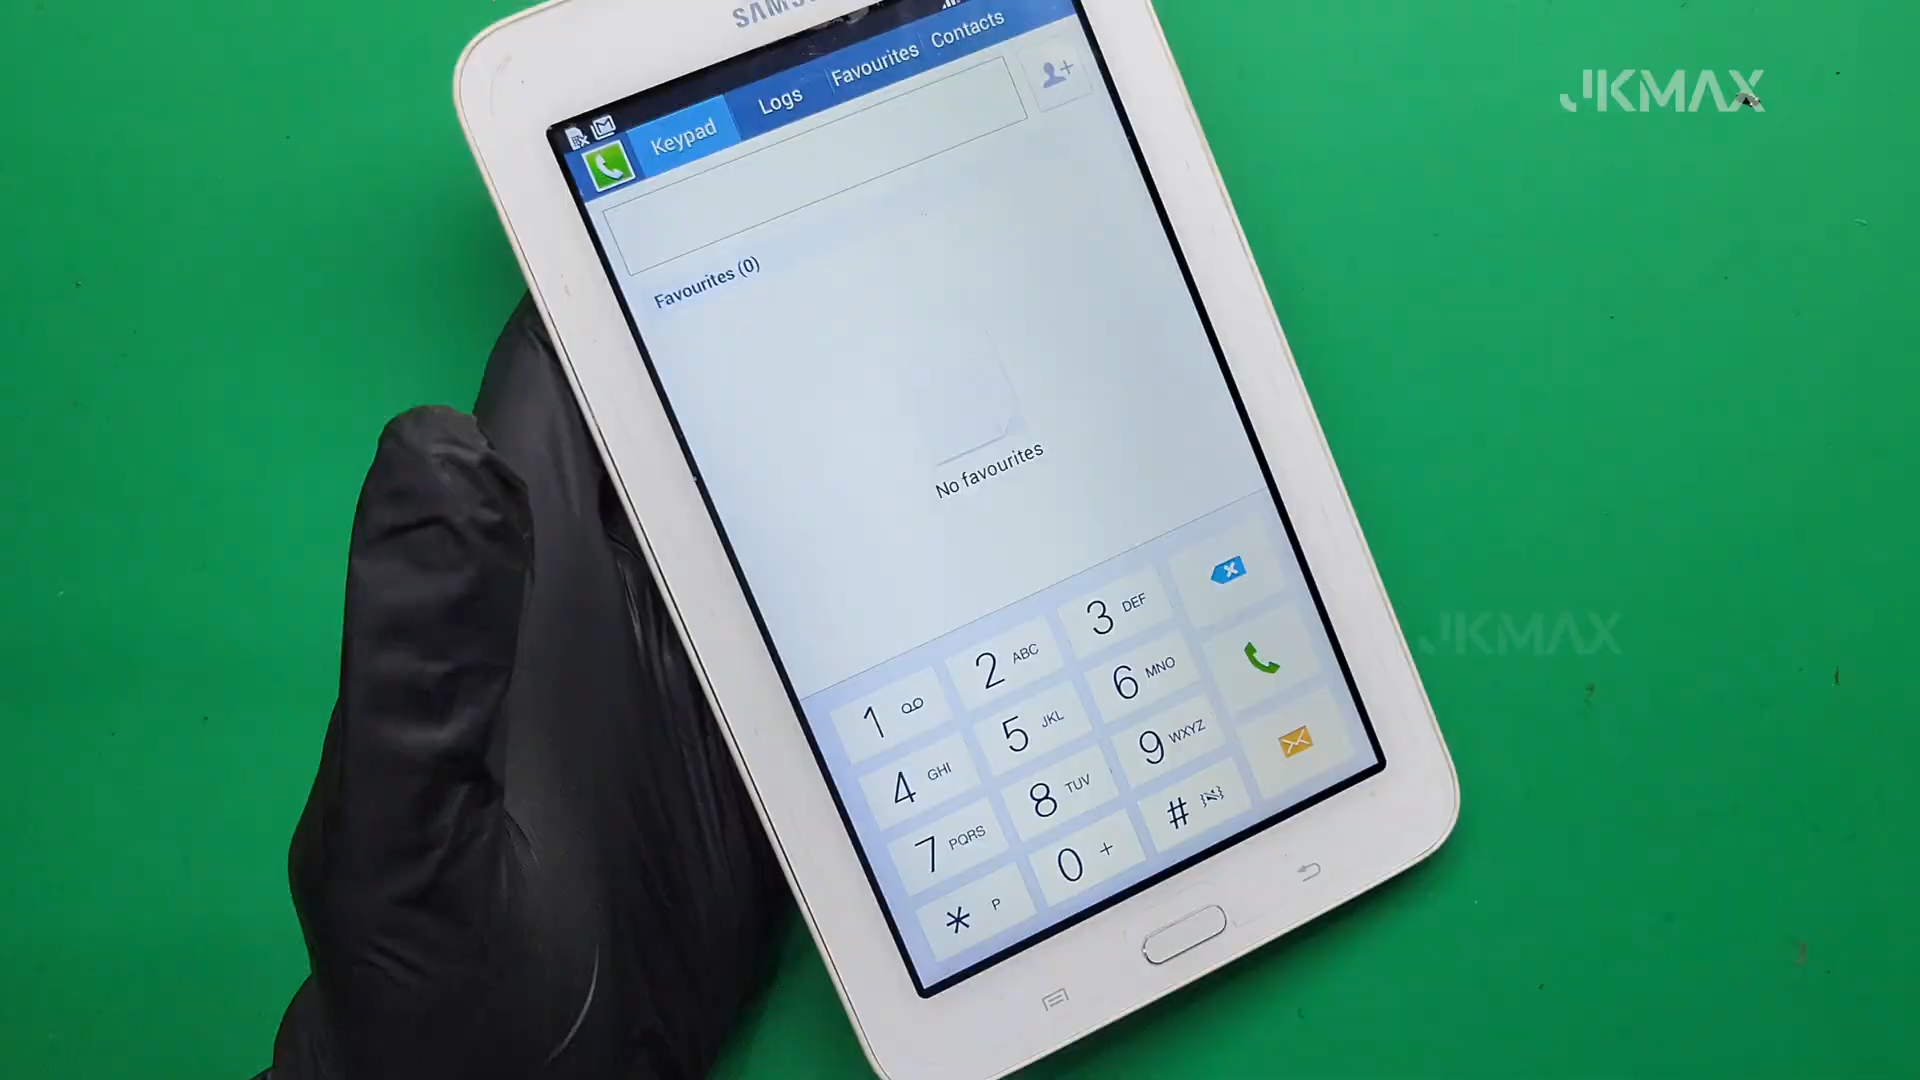 SAMS
Keypad
Logs
Favourites
Contacts
Favourites (0)
No favourites
1
2 ABC
3 DEF
4 GHI
5 JKL
6 MNO
7 PQRS
8 TUV
9 WXYZ
* P
0 +
#
JKMAX
JKMAX